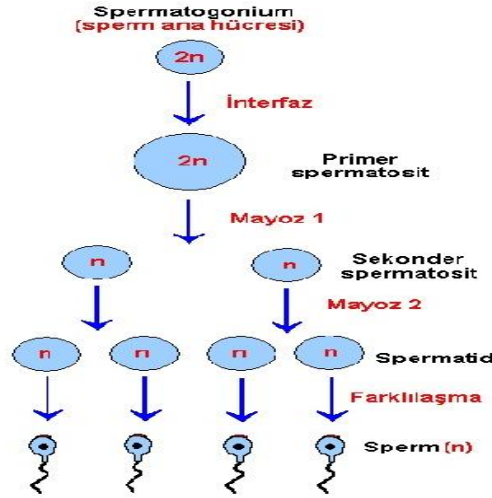 Spermatogonium
(sperm ana hücresi)
2n
İnterfaz
2n
Primer
spermatosit
Mayoz 1
n
n
Sekonder
spermatosit
Mayoz 2
n n n n
Spermatid
Farklılaşma
Sperm (n)